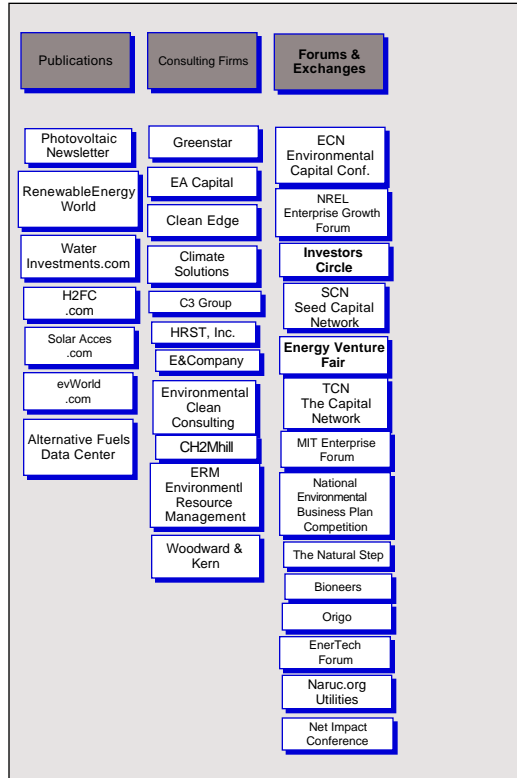 Publications
Photovoltaic
Newsletter
RenewableEnergy
World
Water
Investments.com
H2FC
.com
Solar Acces
.com
evWorld
.com
Alternative Fuels
Data Center
Consulting Firms
Greenstar
EA Capital
Clean Edge
Climate
Solutions
C3 Group
HRST, Inc.
E&Company
Environmental
Clean
Consulting
CH2Mhill
ERM
Environmentl
Resource
Management
Woodward &
Kern
Forums &
Exchanges
ECN
Environmental
Capital Conf.
NREL
Enterprise Growth
Forum
Investors
Circle
SCN
Seed Capital
Network
Energy Venture
Fair
TCN
The Capital
Network
MIT Enterprise
Forum
National
Environmental
Business Plan
Competition
The Natural Step
Bioneers
Origo
EnerTech
Forum
Naruc.org
Utilities
Net Impact
Conference